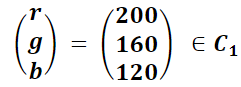 (r g b) = (200 160 120) ∈ C₁